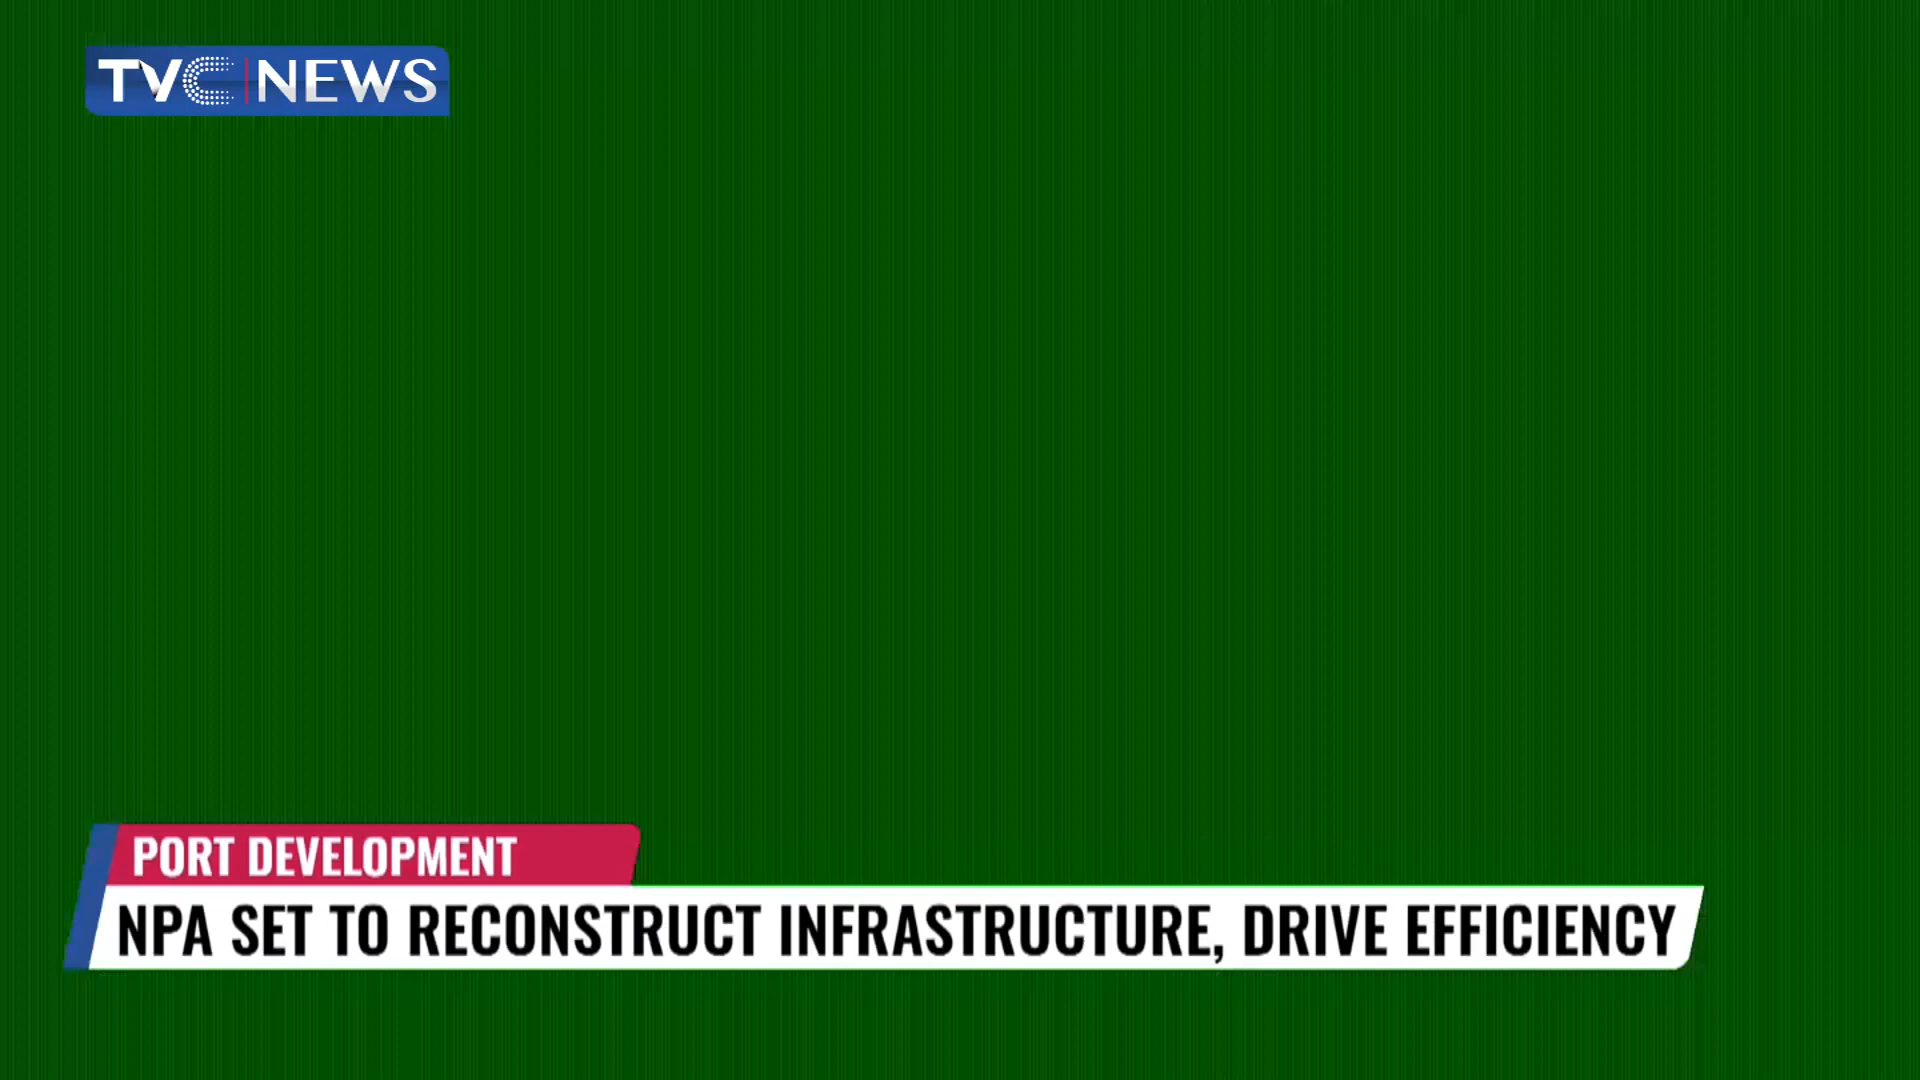 TVC NEWS
PORT DEVELOPMENT
NPA SET TO RECONSTRUCT INFRASTRUCTURE, DRIVE EFFICIENCY